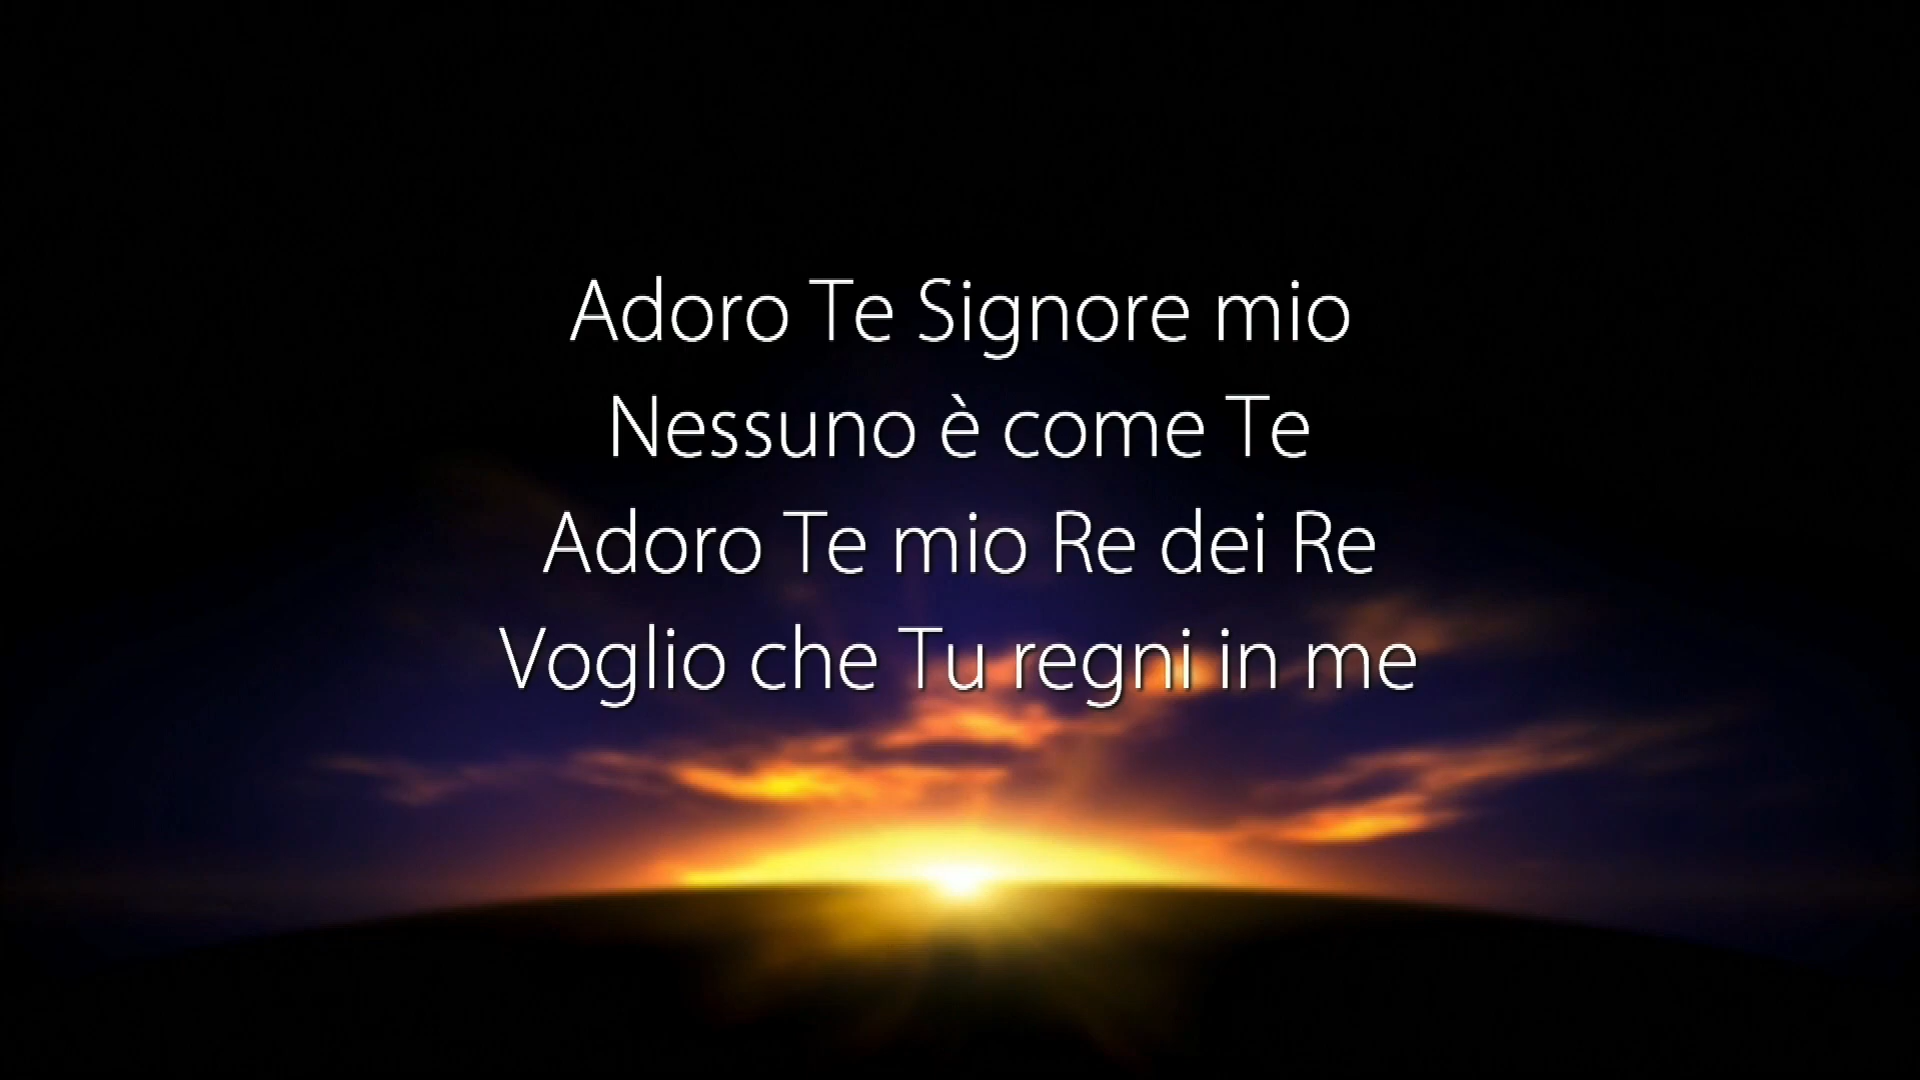 Adoro Te Signore mio
Nessuno è come Te
Adoro Te mio Re dei Re
Voglio che Tu regni in me